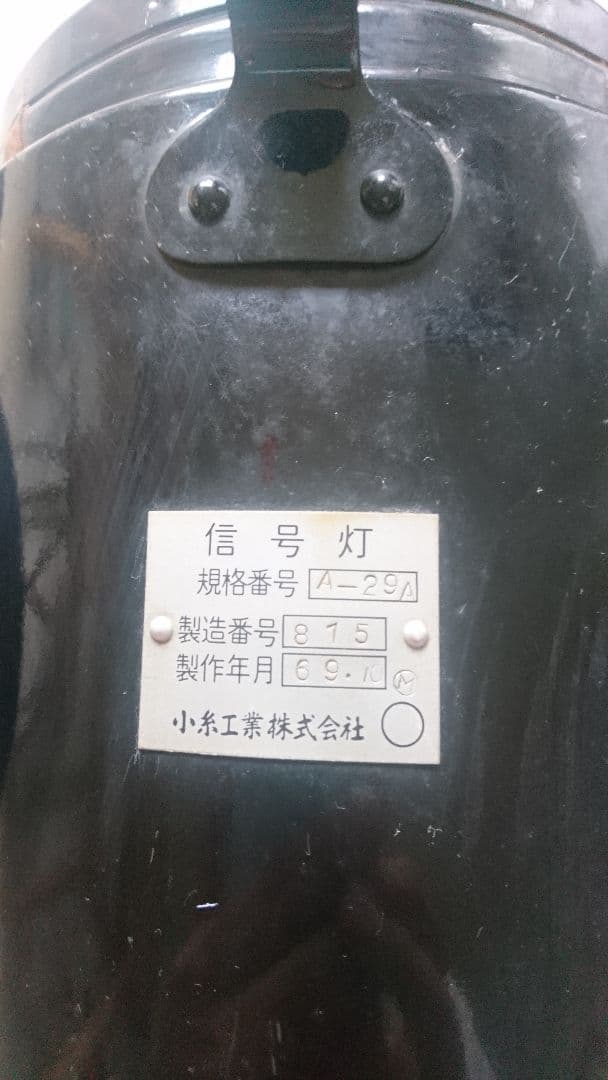 信号灯
規格番号 A-29A
製造番号 815
製作年月 69.10 Ⓜ
小糸工業株式会社